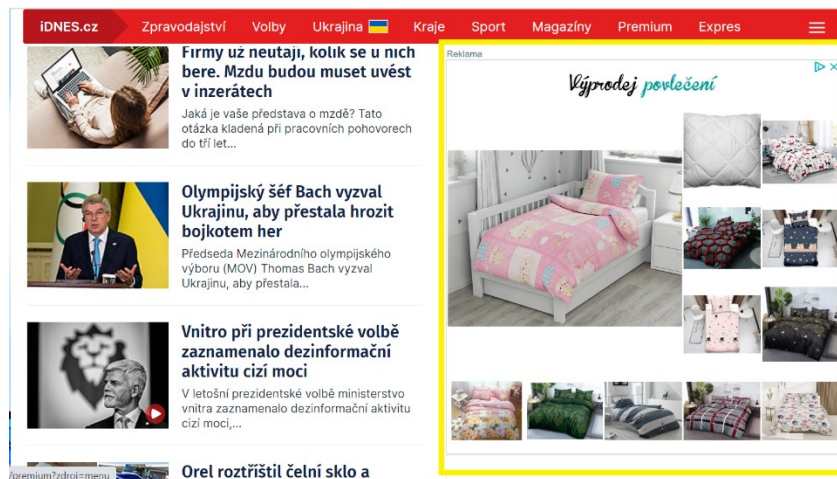 iDNES.cz Zpravodajství Volby Ukrajina Kraje Sport Magazíny Premium Expres
Firmy už netají, kolik se u nich
bere. Mzdu budou muset uvést
v inzerátech
Jaká je vaše představa o mzdě? Tato
otázka kladená při pracovních pohovorech
do tří let...
Olympijský šéf Bach vyzval
Ukrajinu, aby přestala hrozit
bojkotem her
Předseda Mezinárodního olympijského
výboru (MOV) Thomas Bach vyzval
Ukrajinu, aby přestala...
Vnitro při prezidentské volbě
zaznamenalo dezinformační
aktivitu cizí moci
V letošní prezidentské volbě ministerstvo
vnitra zaznamenalo dezinformační aktivitu
cizí moci,...
Orel roztříštil čelní sklo a
/premium?zdroj=menu
Reklama
Výprodej povlečení